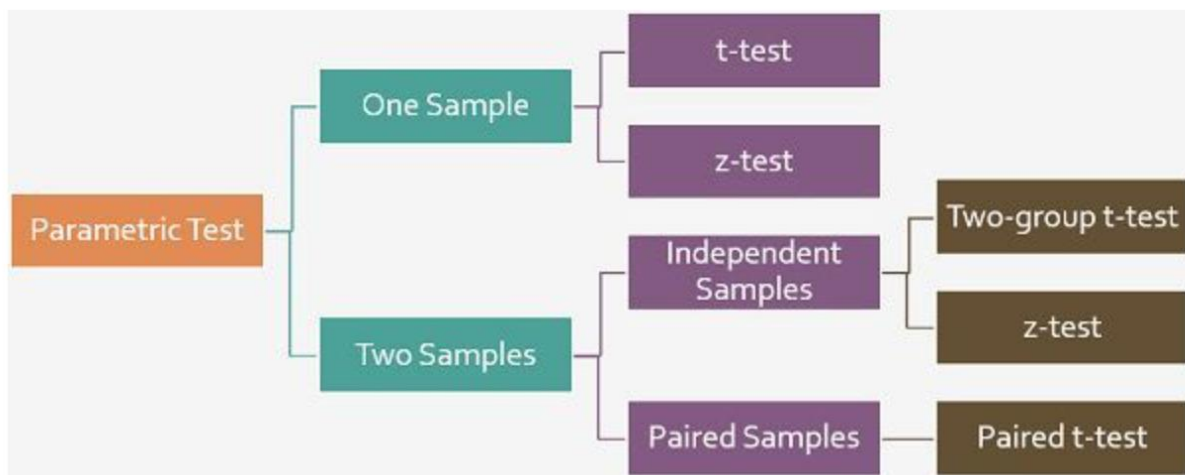 Parametric Test
One Sample
t-test
z-test
Two Samples
Independent
Samples
Two-group t-test
z-test
Paired Samples
Paired t-test